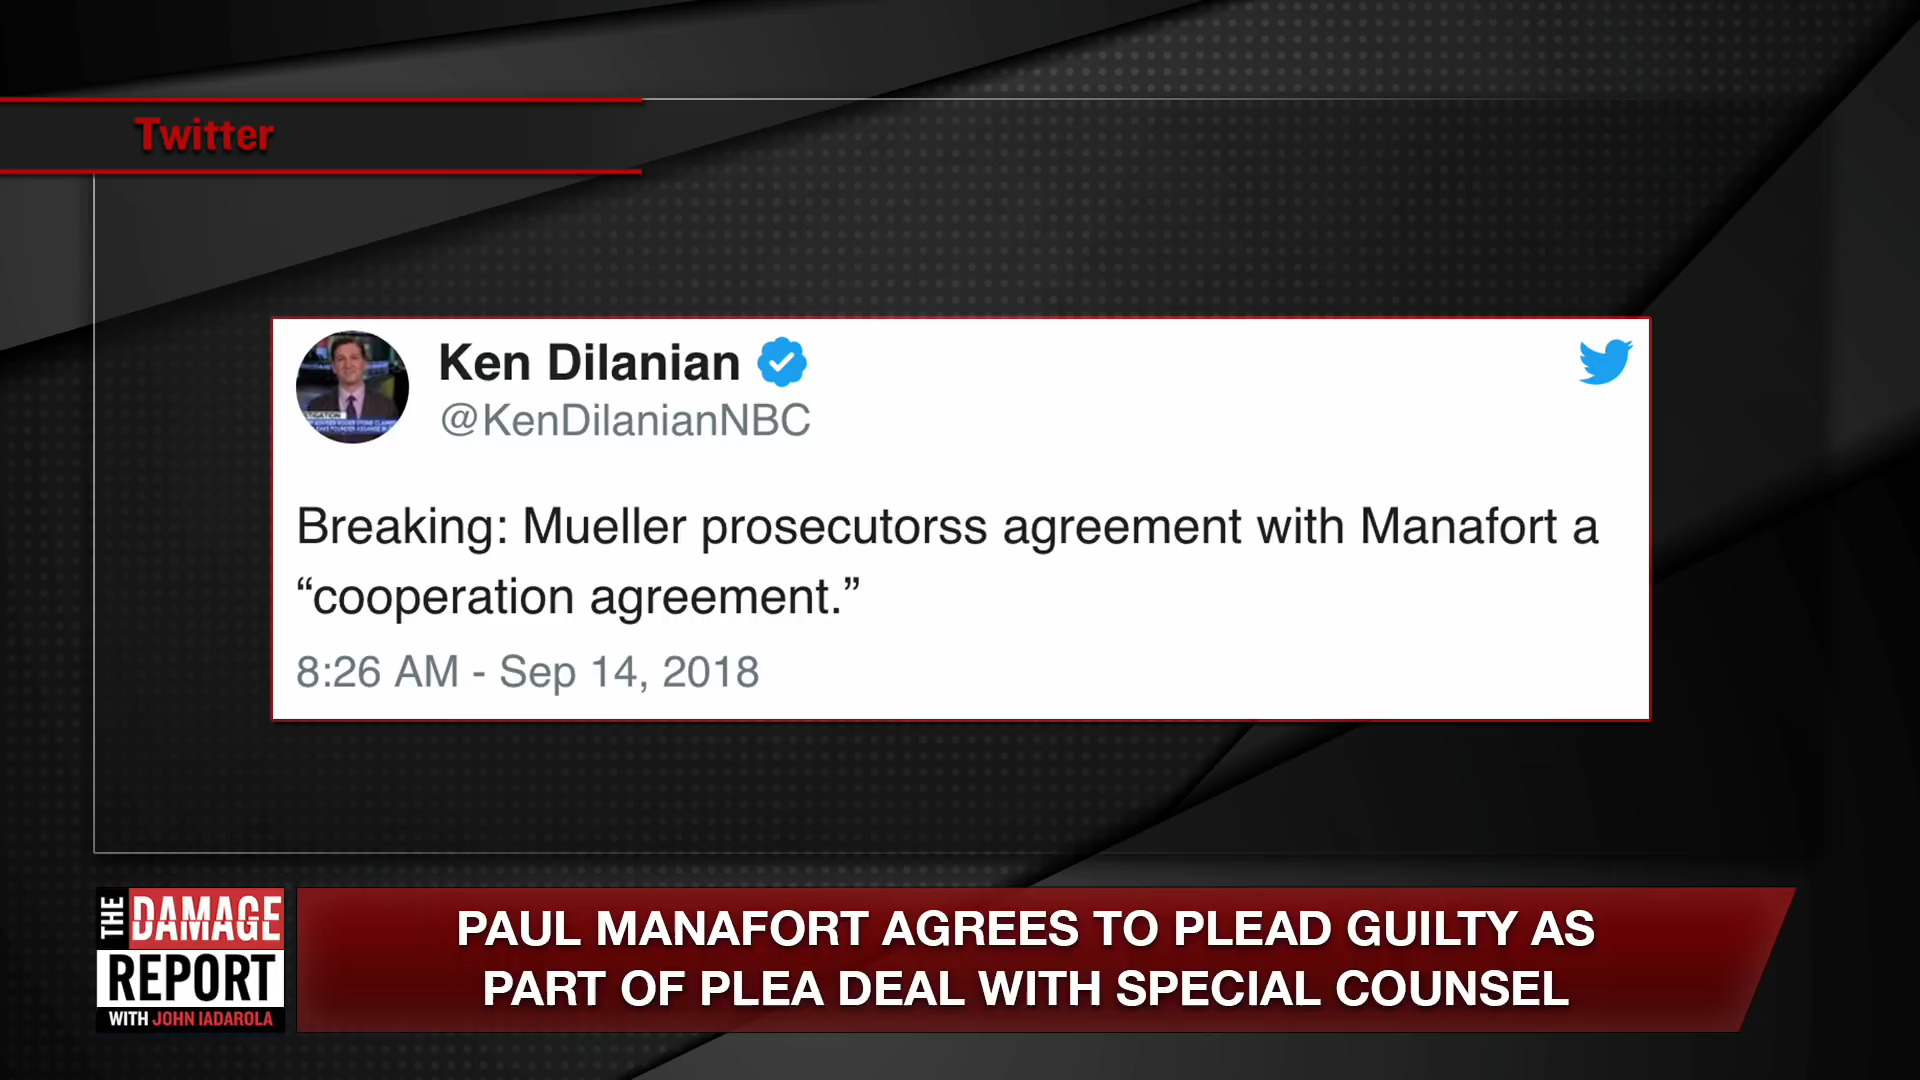 Twitter
Ken Dilanian
@KenDilanianNBC
Breaking: Mueller prosecutorss agreement with Manafort a
“cooperation agreement.”
8:26 AM - Sep 14, 2018
THE DAMAGE
REPORT
WITH JOHN IADAROLA
PAUL MANAFORT AGREES TO PLEAD GUILTY AS
PART OF PLEA DEAL WITH SPECIAL COUNSEL